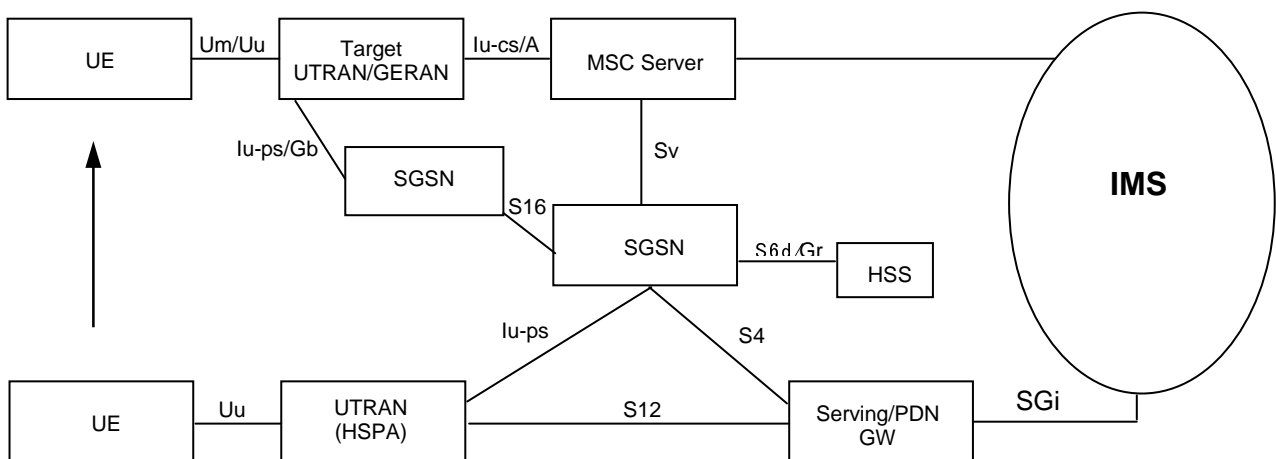 UE
Um/Uu
Target
UTRAN/GERAN
Iu-cs/A
MSC Server
Iu-ps/Gb
Sv
SGSN
IMS
S16
SGSN
S6d/Gr
HSS
Iu-ps
S4
UE
Uu
UTRAN
(HSPA)
S12
Serving/PDN
GW
SGi